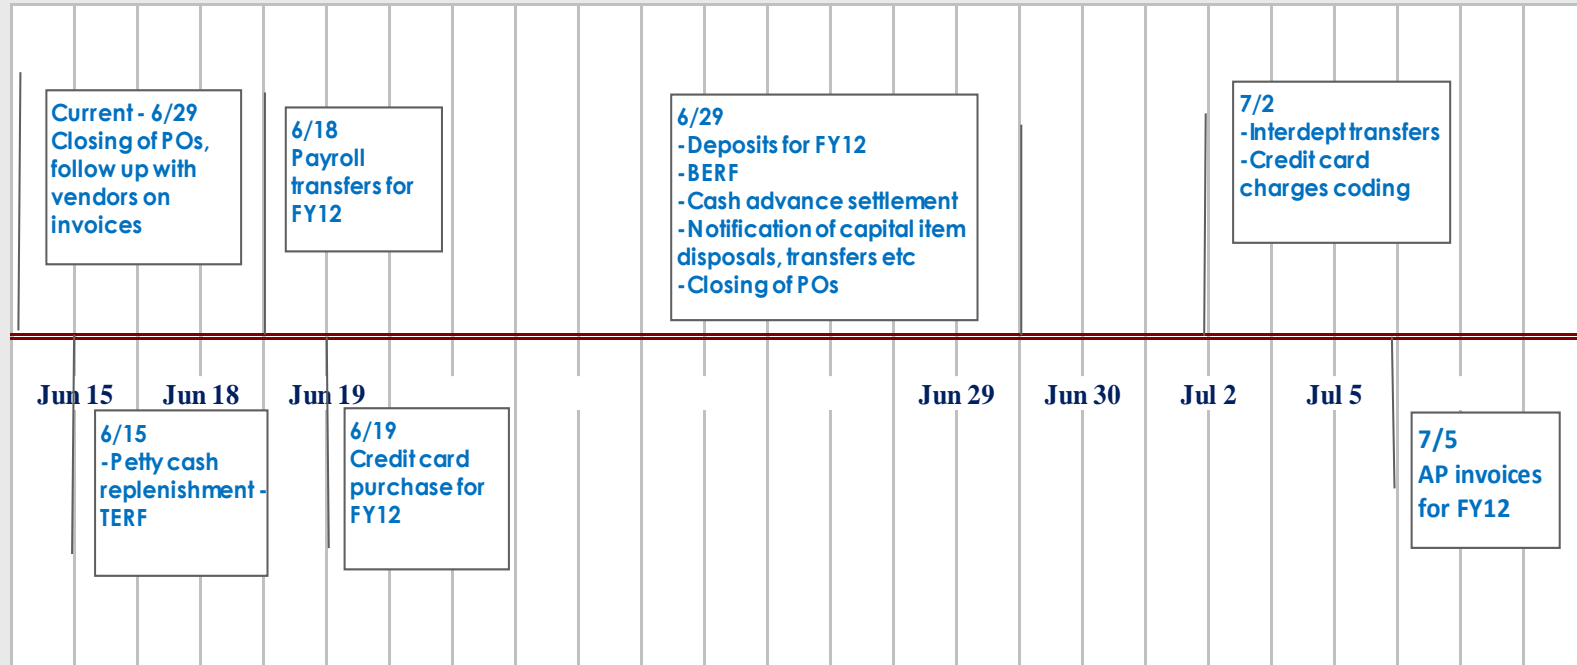 Current - 6/29
Closing of POs,
follow up with
vendors on
invoices
6/18
Payroll
transfers for
FY12
6/29
-Deposits for FY12
-BERF
-Cash advance settlement
-Notification of capital item
disposals, transfers etc
-Closing of POs
7/2
-Interdept transfers
-Credit card
charges coding
Jun 15
Jun 18
Jun 19
Jun 29
Jun 30
Jul 2
Jul 5
6/15
-Petty cash
replenishment -
TERF
6/19
Credit card
purchase for
FY12
7/5
AP invoices
for FY12